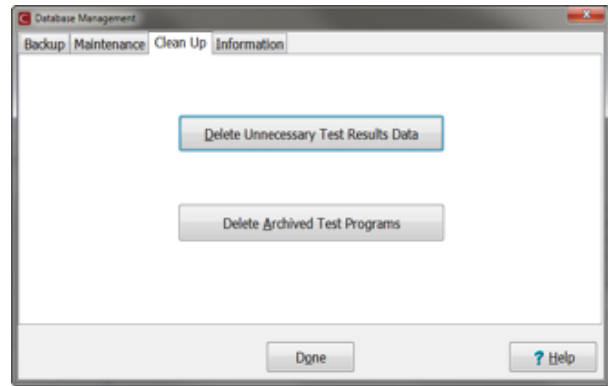 Database Management
Backup Maintenance Clean Up Information
Delete Unnecessary Test Results Data
Delete Archived Test Programs
Done ? Help